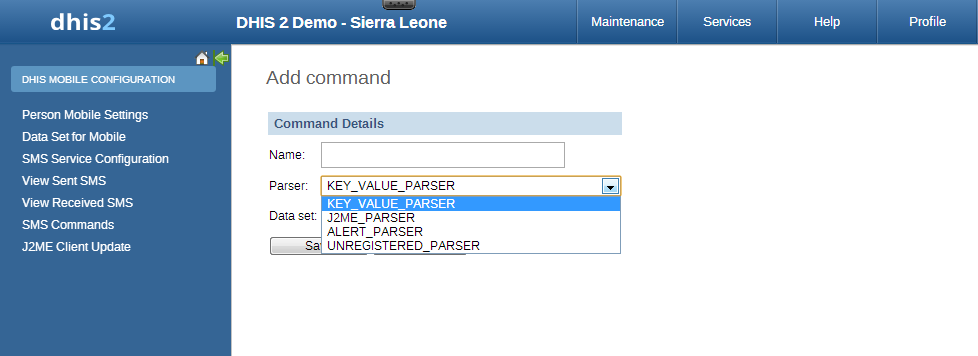 dhis2
DHIS 2 Demo - Sierra Leone
Maintenance
Services
Help
Profile
DHIS MOBILE CONFIGURATION
Person Mobile Settings
Data Set for Mobile
SMS Service Configuration
View Sent SMS
View Received SMS
SMS Commands
J2ME Client Update
Add command
Command Details
Name:
Parser: KEY_VALUE_PARSER
KEY_VALUE_PARSER
J2ME_PARSER
ALERT_PARSER
UNREGISTERED_PARSER
Data set: